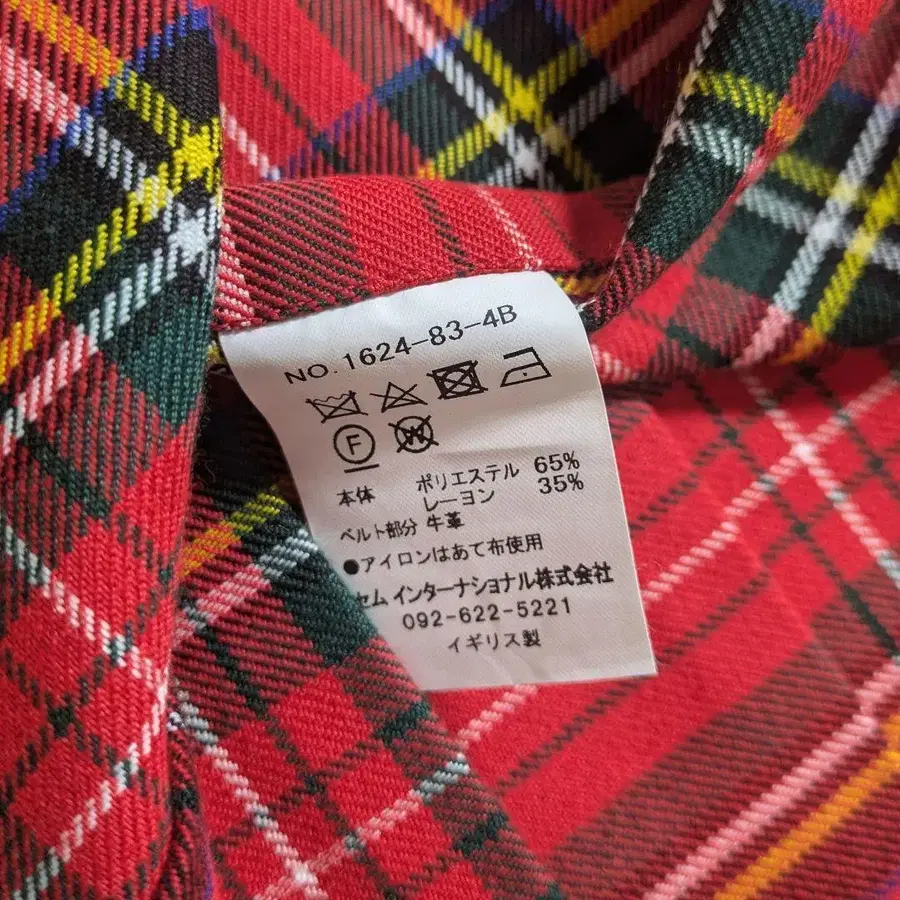 NO. 1624-83-4B
F W
本体 ポリエステル 65%
レーヨン 35%
ベルト部分 牛革
●アイロンはあて布使用
セム インターナショナル株式会社
092-622-5221
イギリス製